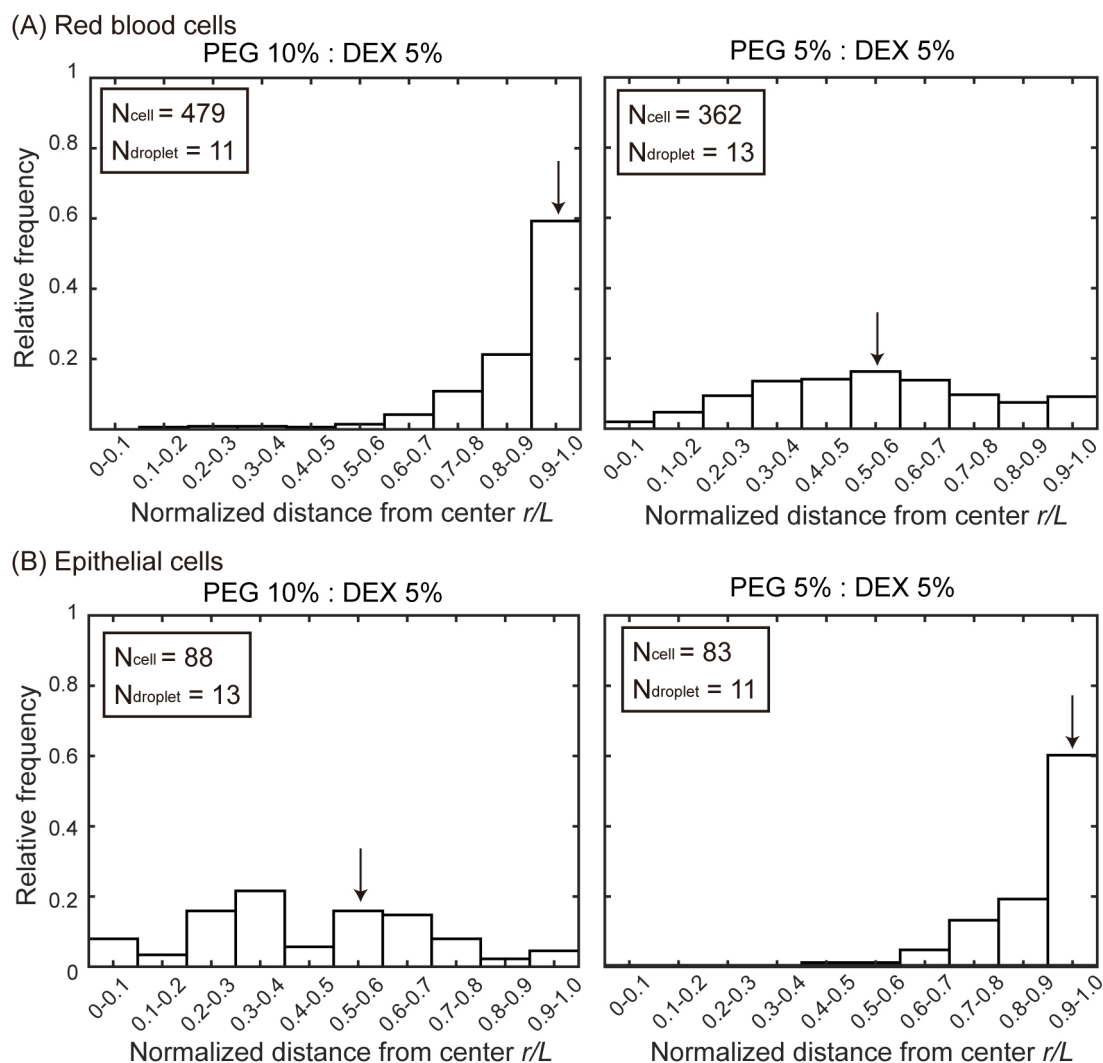 (A) Red blood cells
PEG 10% : DEX 5%
PEG 5% : DEX 5%
1
0.8
0.6
0.4
0.2
Relative frequency
Ncell = 479
Ndroplet = 11
Ncell = 362
Ndroplet = 13
0-0.1
0.1-0.2
0.2-0.3
0.3-0.4
0.4-0.5
0.5-0.6
0.6-0.7
0.7-0.8
0.8-0.9
0.9-1.0
0-0.1
0.1-0.2
0.2-0.3
0.3-0.4
0.4-0.5
0.5-0.6
0.6-0.7
0.7-0.8
0.8-0.9
0.9-1.0
Normalized distance from center r/L
Normalized distance from center r/L
(B) Epithelial cells
PEG 10% : DEX 5%
PEG 5% : DEX 5%
1
0.8
0.6
0.4
0.2
0
Relative frequency
Ncell = 88
Ndroplet = 13
Ncell = 83
Ndroplet = 11
0-0.1
0.1-0.2
0.2-0.3
0.3-0.4
0.4-0.5
0.5-0.6
0.6-0.7
0.7-0.8
0.8-0.9
0.9-1.0
0-0.1
0.1-0.2
0.2-0.3
0.3-0.4
0.4-0.5
0.5-0.6
0.6-0.7
0.7-0.8
0.8-0.9
0.9-1.0
Normalized distance from center r/L
Normalized distance from center r/L